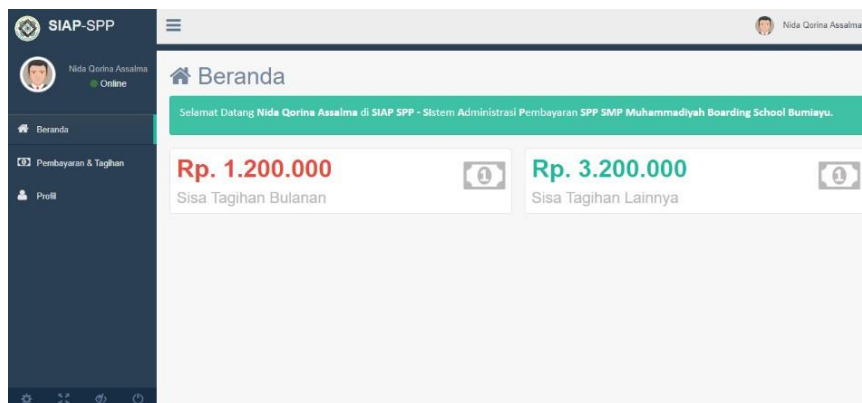 SIAP-SPP
Nida Qorina Assalma
Nida Qorina Assalma
Online
Beranda
Pembayaran & Tagihan
Profil
Beranda
Selamat Datang Nida Qorina Assalma di SIAP SPP - SIstem Administrasi Pembayaran SPP SMP Muhammadiyah Boarding School Bumiayu.
Rp. 1.200.000
Sisa Tagihan Bulanan
Rp. 3.200.000
Sisa Tagihan Lainnya